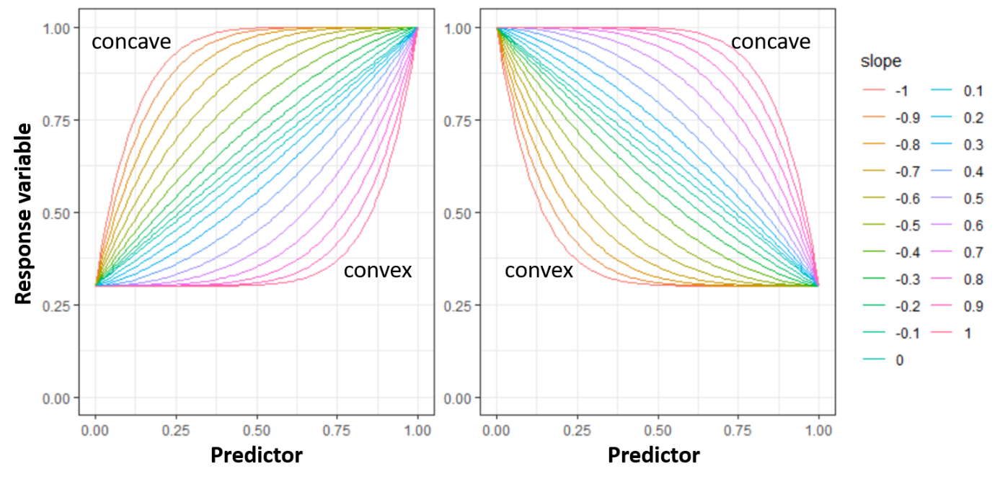 concave
convex
1.00
0.75
0.50
0.25
0.00
0.00 0.25 0.50 0.75 1.00
Response variable
Predictor
concave
convex
1.00
0.75
0.50
0.25
0.00
0.00 0.25 0.50 0.75 1.00
Predictor
slope
-1 0.1
-0.9 0.2
-0.8 0.3
-0.7 0.4
-0.6 0.5
-0.5 0.6
-0.4 0.7
-0.3 0.8
-0.2 0.9
-0.1 1
0